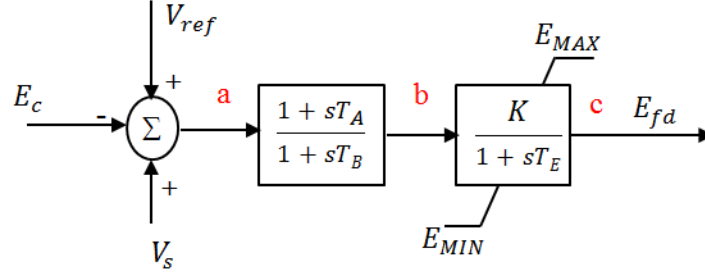 V_ref
E_MAX
E_c
-
+
a
b
c
E_fd
Σ
1 + sT_A
1 + sT_B
K
1 + sT_E
+
V_s
E_MIN